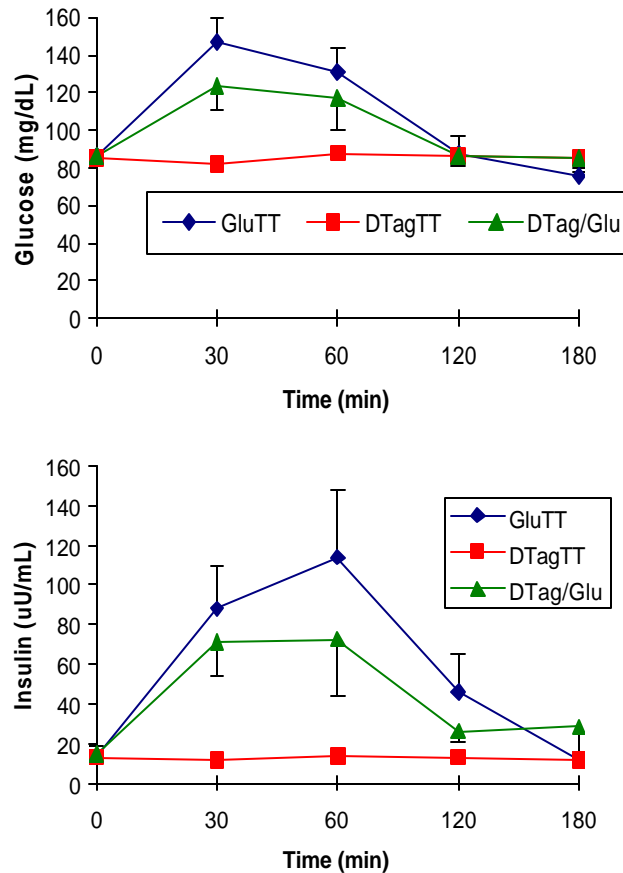 160
140
120
100
80
60
40
20
0
Glucose (mg/dL)
GluTT DTagTT DTag/Glu
0 30 60 120 180
Time (min)
160
140
120
100
80
60
40
20
0
Insulin (uU/mL)
GluTT
DTagTT
DTag/Glu
0 30 60 120 180
Time (min)